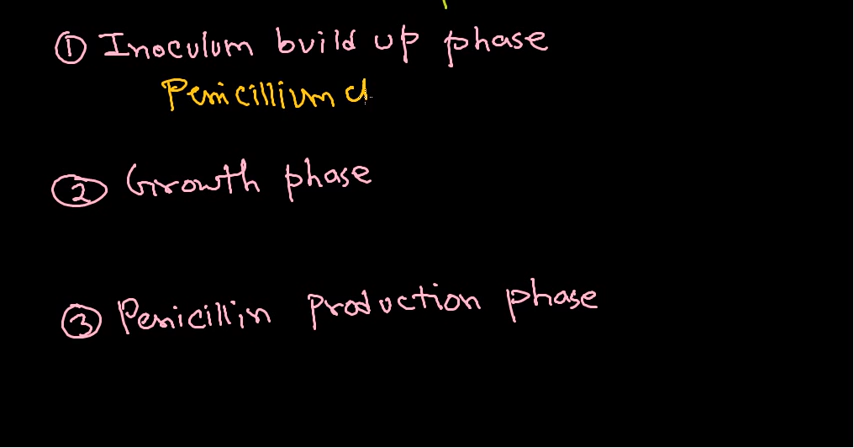 ① Inoculum build up phase
Penicillium c
② Growth phase
③ Penicillin production phase